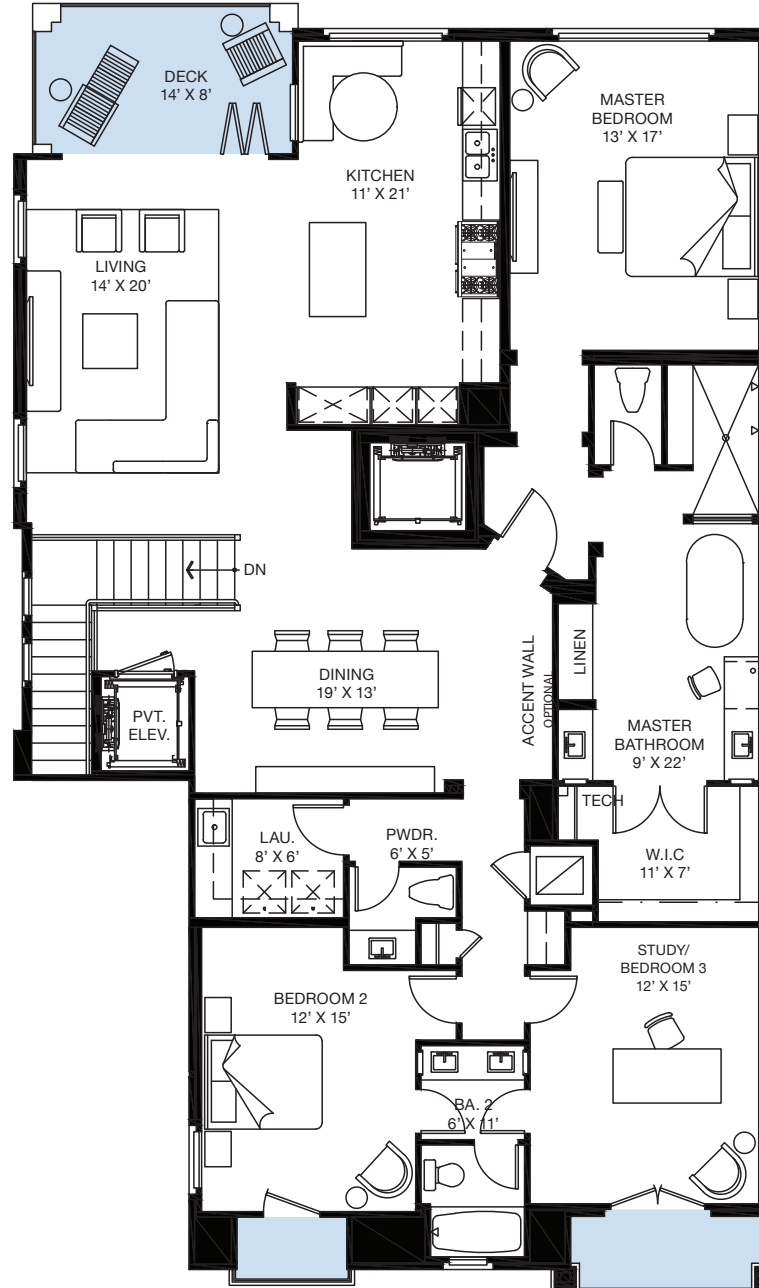 DECK
14' X 8'
MASTER
BEDROOM
13' X 17'
KITCHEN
11' X 21'
LIVING
14' X 20'
DN
DINING
19' X 13'
ACCENT WALL
OPTIONAL
LINEN
PVT.
ELEV.
MASTER
BATHROOM
9' X 22'
TECH
LAU.
8' X 6'
PWDR.
6' X 5'
W.I.C
11' X 7'
STUDY/
BEDROOM 3
12' X 15'
BEDROOM 2
12' X 15'
BA. 2
6' X 11'